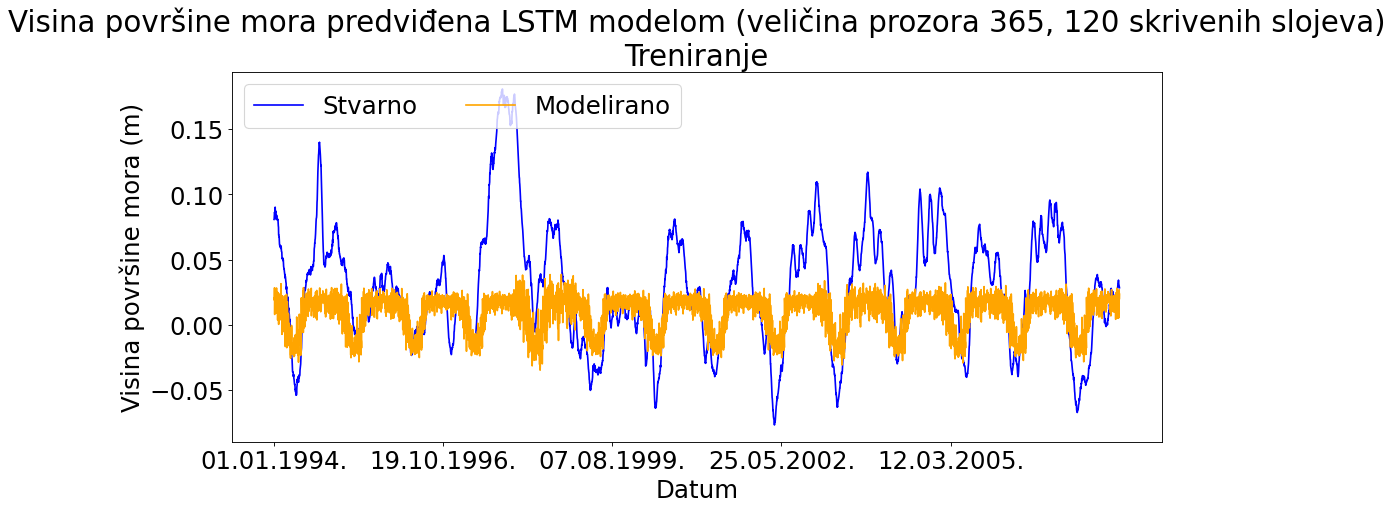 Visina površine mora predviđena LSTM modelom (veličina prozora 365, 120 skrivenih slojeva)
Treniranje
Stvarno Modelirano
Visina površine mora (m)
0.15
0.10
0.05
0.00
−0.05
01.01.1994. 19.10.1996. 07.08.1999. 25.05.2002. 12.03.2005.
Datum